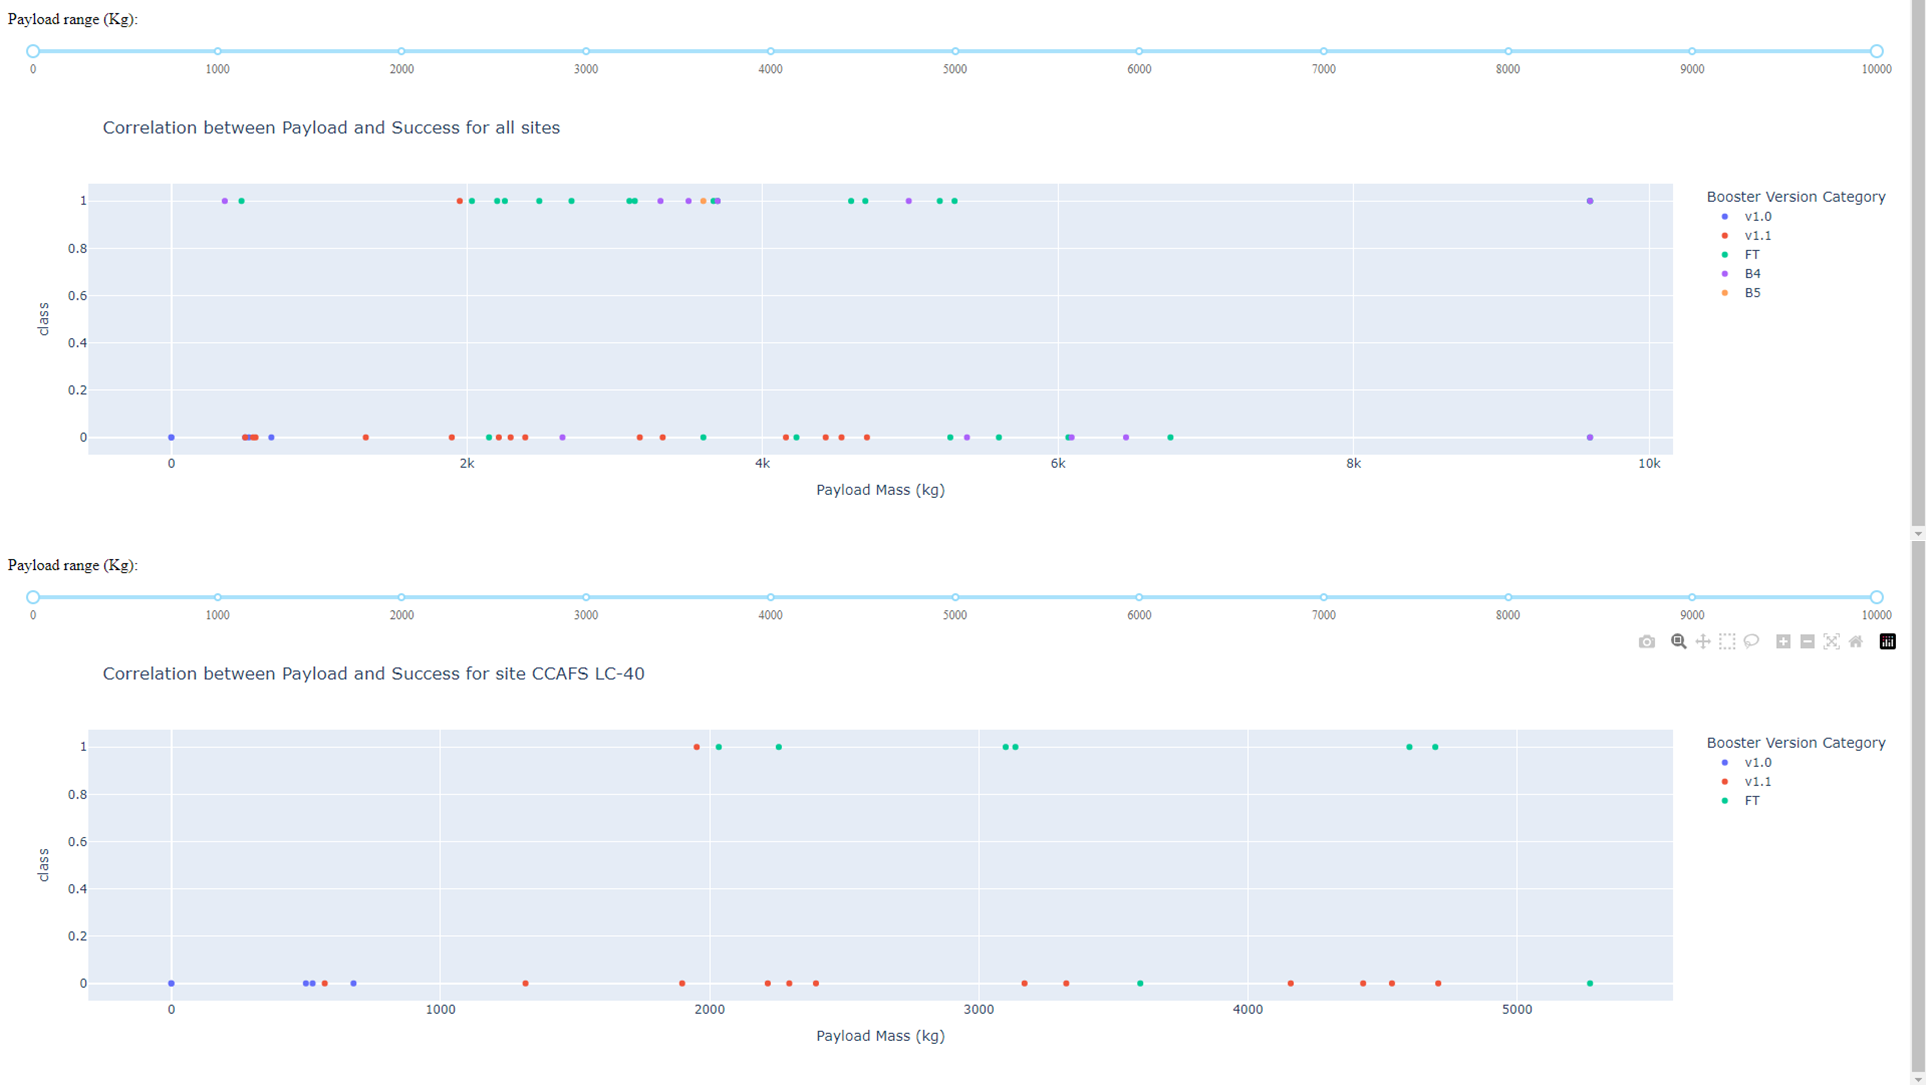 Payload range (Kg):
0 1000 2000 3000 4000 5000 6000 7000 8000 9000 10000
Correlation between Payload and Success for all sites
Booster Version Category
v1.0
v1.1
FT
B4
B5
class
1
0.8
0.6
0.4
0.2
0
0 2k 4k 6k 8k 10k
Payload Mass (kg)
Payload range (Kg):
0 1000 2000 3000 4000 5000 6000 7000 8000 9000 10000
Correlation between Payload and Success for site CCAFS LC-40
Booster Version Category
v1.0
v1.1
FT
class
1
0.8
0.6
0.4
0.2
0
0 1000 2000 3000 4000 5000
Payload Mass (kg)